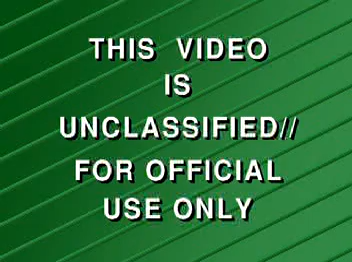 THIS VIDEO
IS
UNCLASSIFIED//
FOR OFFICIAL
USE ONLY